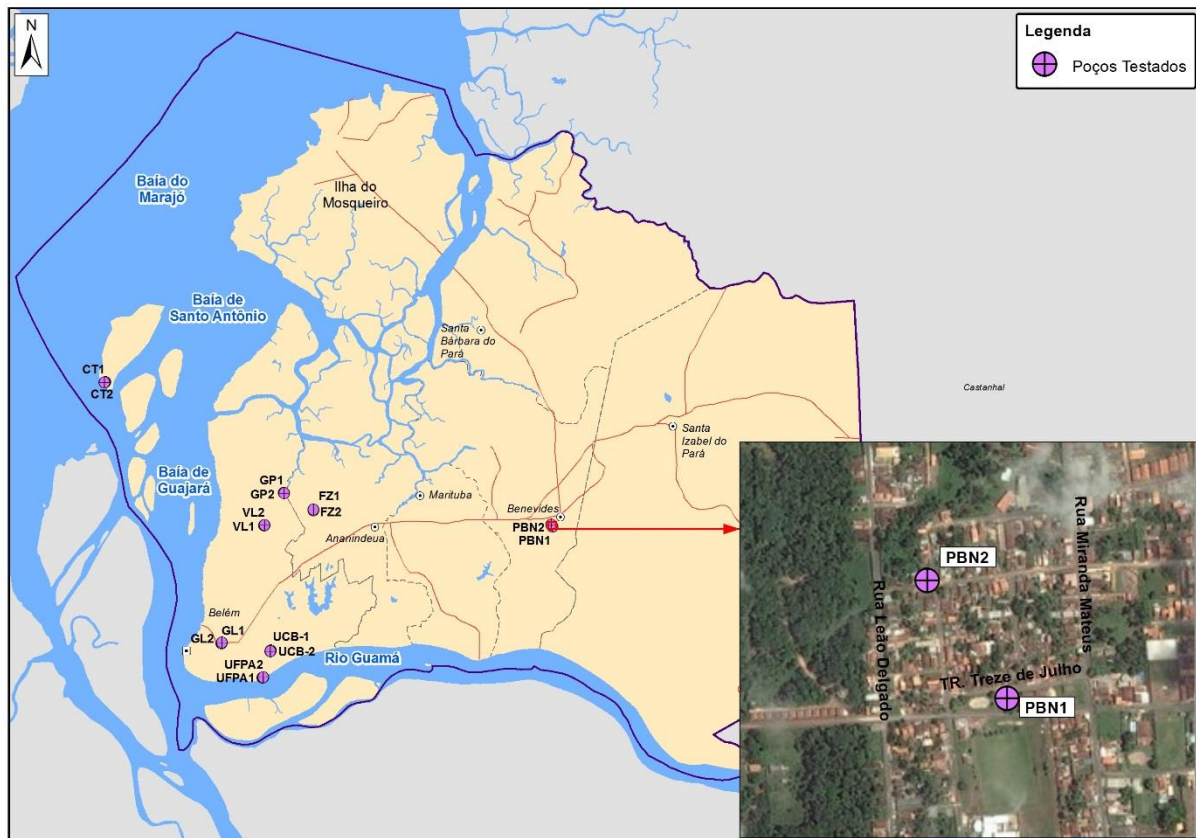 N
Legenda
Poços Testados
Baía do
Marajó
Ilha do
Mosqueiro
Baía de
Santo Antônio
Santa
Bárbara do
Pará
CT1
CT2
Castanhal
Santa
Izabel do
Pará
Baía de
Guajará
GP1
GP2
FZ1
FZ2
Marituba
VL2
VL1
Benevides
PBN2
PBN1
Ananindeua
Belém
GL2
GL1
UCB-1
UCB-2
UFPA2
UFPA1
Rio Guamá
PBN2
Rua Leão Delgado
Rua Miranda Mateus
TR. Treze de Julho
PBN1